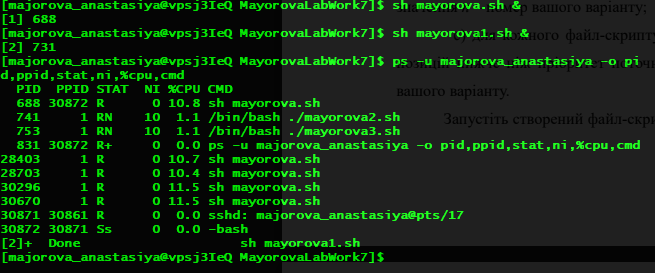 [majorova_anastasiya@vpsj3IeQ MayorovaLabWork7]$ sh mayorova.sh &
[1] 688
[majorova_anastasiya@vpsj3IeQ MayorovaLabWork7]$ sh mayorova1.sh &
[2] 731
[majorova_anastasiya@vpsj3IeQ MayorovaLabWork7]$ ps -u majorova_anastasiya -o pi
d,ppid,stat,ni,%cpu,cmd
PID PPID STAT NI %CPU CMD
688 30872 R 0 10.8 sh mayorova.sh
741 1 RN 10 1.1 /bin/bash ./mayorova2.sh
753 1 RN 10 1.1 /bin/bash ./mayorova3.sh
831 30872 R+ 0 0.0 ps -u majorova_anastasiya -o pid,ppid,stat,ni,%cpu,cmd
28403 1 R 0 10.7 sh mayorova.sh
28703 1 R 0 10.4 sh mayorova.sh
30296 1 R 0 11.5 sh mayorova.sh
30670 1 R 0 11.5 sh mayorova.sh
30871 30861 R 0 0.0 sshd: majorova_anastasiya@pts/17
30872 30871 Ss 0 0.0 -bash
[2]+ Done sh mayorova1.sh
[majorova_anastasiya@vpsj3IeQ MayorovaLabWork7]$
вашого варіанту;
файл-скрипту
вашого варіанту.
Запустіть створений файл-скри